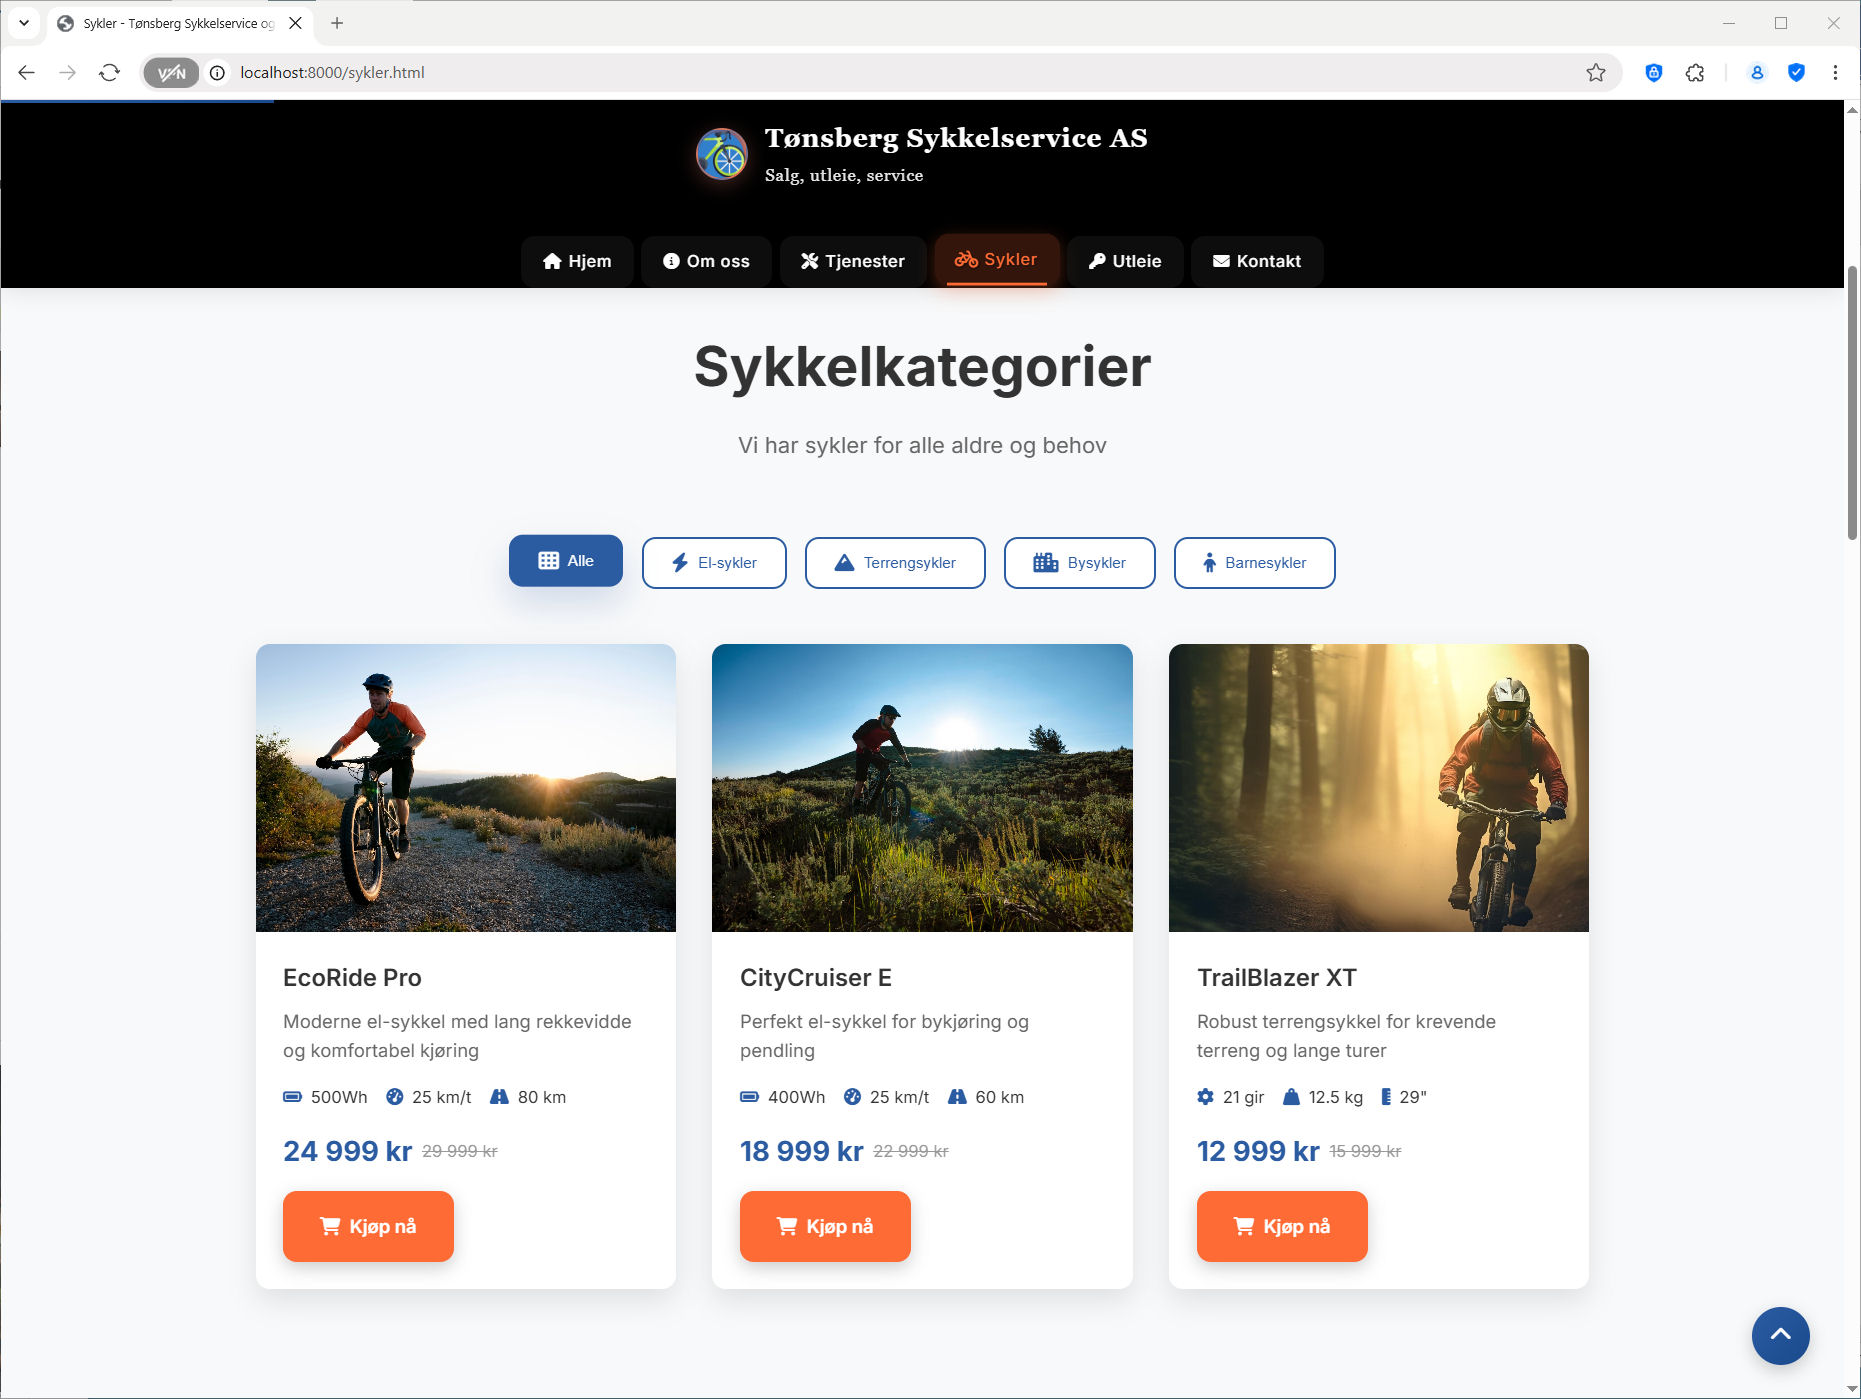 Sykler - Tønsberg Sykkelservice og
VPN
localhost:8000/sykler.html
Tønsberg Sykkelservice AS
Salg, utleie, service
Hjem
Om oss
Tjenester
Sykler
Utleie
Kontakt
Sykkelkategorier
Vi har sykler for alle aldre og behov
Alle
El-sykler
Terrengsykler
Bysykler
Barnesykler
EcoRide Pro
Moderne el-sykkel med lang rekkevidde
og komfortabel kjøring
500Wh
25 km/t
80 km
24 999 kr
29 999 kr
Kjøp nå
CityCruiser E
Perfekt el-sykkel for bykjøring og
pendling
400Wh
25 km/t
60 km
18 999 kr
22 999 kr
Kjøp nå
TrailBlazer XT
Robust terrengsykkel for krevende
terreng og lange turer
21 gir
12.5 kg
29"
12 999 kr
15 999 kr
Kjøp nå